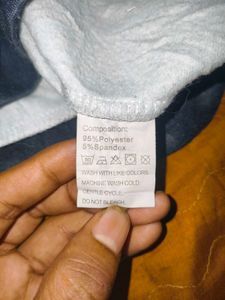 Composition:
95%Polyester
5%Spandex
WASH WITH LIKE COLORS.
MACHINE WASH COLD
GENTLE CYCLE.
DO NOT BLEACH.